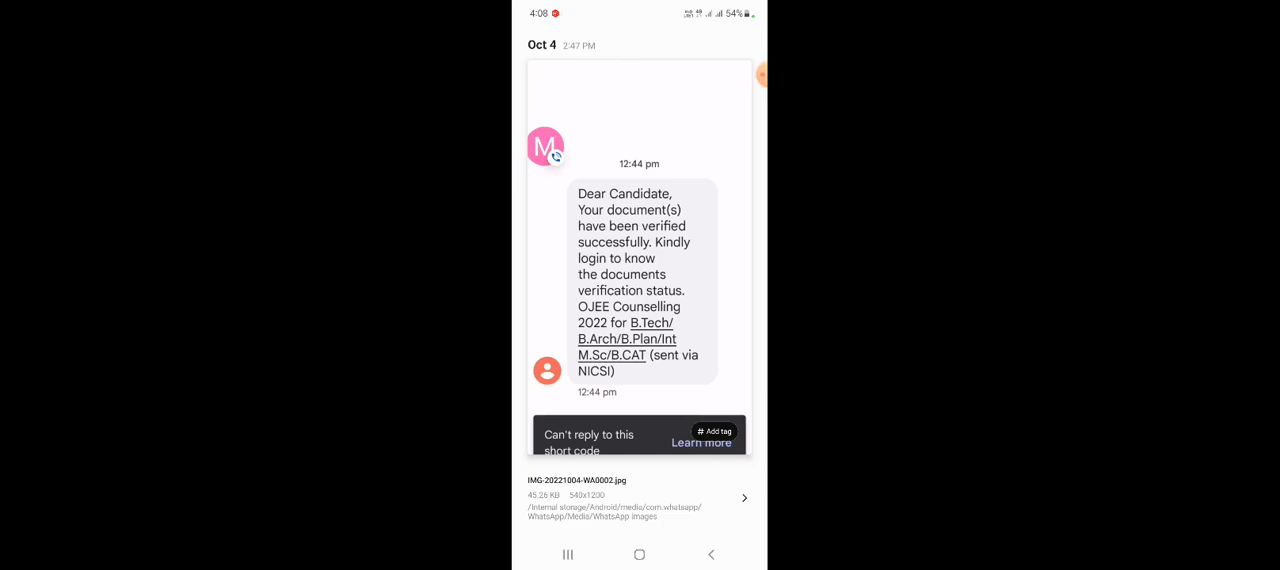 4:08 54%
Oct 4 2:47 PM
M
12:44 pm
Dear Candidate,
Your document(s)
have been verified
successfully. Kindly
login to know
the documents
verification status.
OJEE Counselling
2022 for B.Tech/
B.Arch/B.Plan/Int
M.Sc/B.CAT (sent via
NICSI)
12:44 pm
# Add tag
Can't reply to this
short code
Learn more
IMG-20221004-WA0002.jpg
45.26 KB 540x1200
/Internal storage/Android/media/com.whatsapp/
WhatsApp/Media/WhatsApp Images